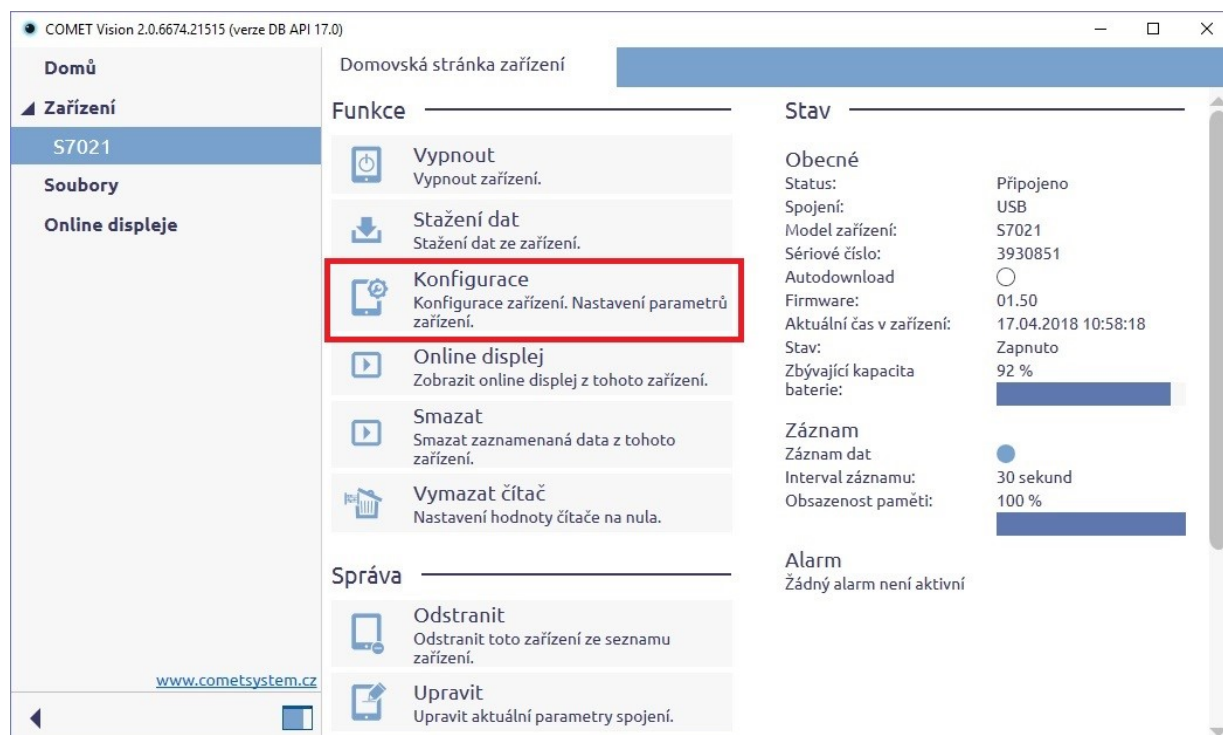 COMET Vision 2.0.6674.21515 (verze DB API 17.0)
Domů
Zařízení
S7021
Soubory
Online displeje
www.cometsystem.cz
Domovská stránka zařízení
Funkce
Vypnout
Vypnout zařízení.
Stažení dat
Stažení dat ze zařízení.
Konfigurace
Konfigurace zařízení. Nastavení parametrů
zařízení.
Online displej
Zobrazit online displej z tohoto zařízení.
Smazat
Smazat zaznamenaná data z tohoto
zařízení.
Vymazat čítač
Nastavení hodnoty čítače na nula.
Správa
Odstranit
Odstranit toto zařízení ze seznamu
zařízení.
Upravit
Upravit aktuální parametry spojení.
Stav
Obecné
Status: Připojeno
Spojení: USB
Model zařízení: S7021
Sériové číslo: 3930851
Autodownload
Firmware: 01.50
Aktuální čas v zařízení: 17.04.2018 10:58:18
Stav: Zapnuto
Zbývající kapacita 92 %
baterie:
Záznam
Záznam dat
Interval záznamu: 30 sekund
Obsazenost paměti: 100 %
Alarm
Žádný alarm není aktivní